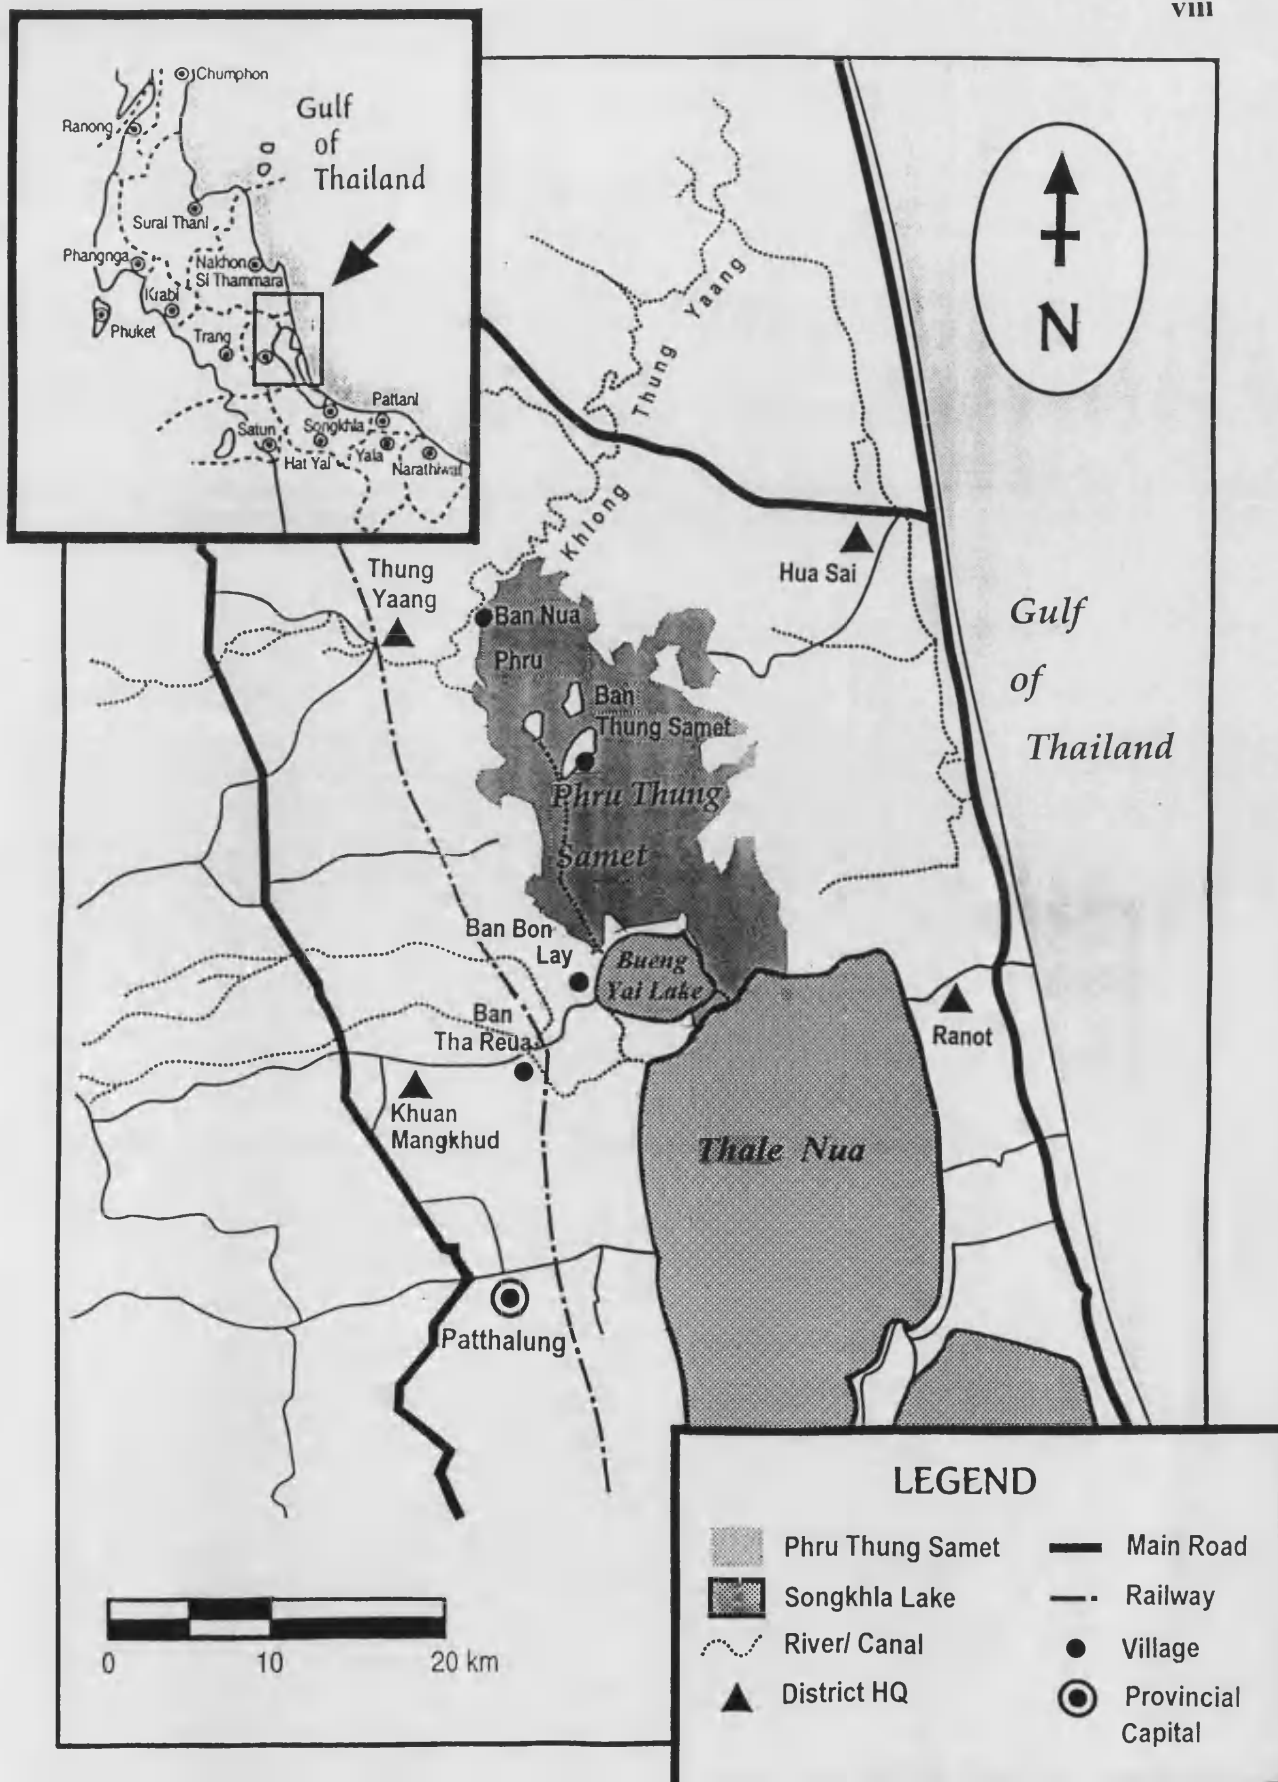 viii
Chumphon
Gulf
of
Thailand
Ranong
Surat Thani
Phangnga
Nakhon
Si Thammara
Krabi
Phuket
Trang
Pattani
Satun
Songkhla
Hat Yai
Yala
Narathiwat
N
Khlong Thung Yaang
Hua Sai
Thung
Yaang
Ban Nua
Phru
Ban
Thung Samet
Gulf
of
Thailand
Phru Thung
Samet
Ban Bon
Lay
Bueng
Yai Lake
Ban
Tha Reua
Ranot
Khuan
Mangkhud
Thale Nua
Patthalung
LEGEND
Phru Thung Samet
Main Road
Songkhla Lake
Railway
River/ Canal
Village
District HQ
Provincial
Capital
0 10 20 km